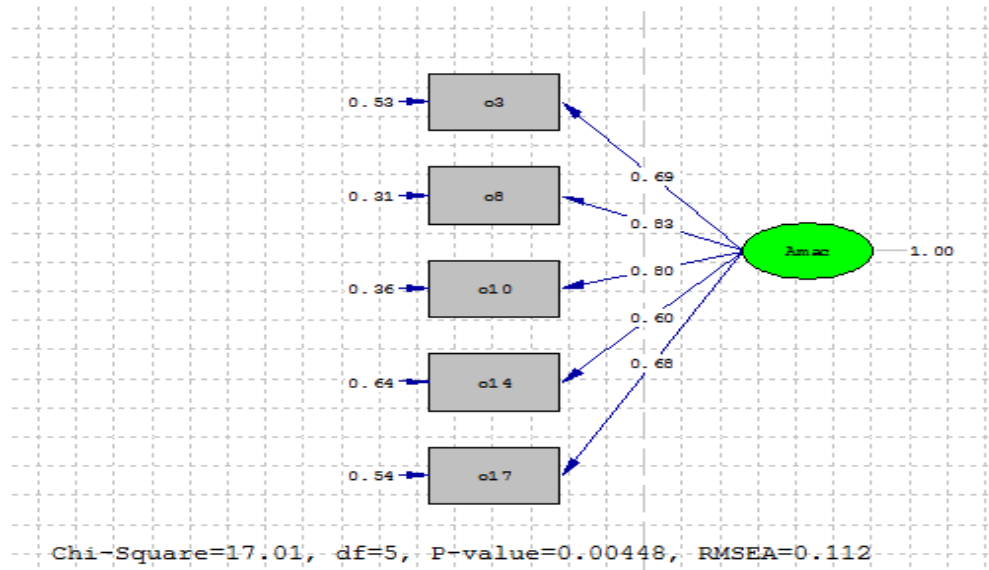 0.53 o3
0.69
0.31 o8
0.83
Amac 1.00
0.80
0.36 o10
0.60
0.68
0.64 o14
0.54 o17
Chi-Square=17.01, df=5, P-value=0.00448, RMSEA=0.112